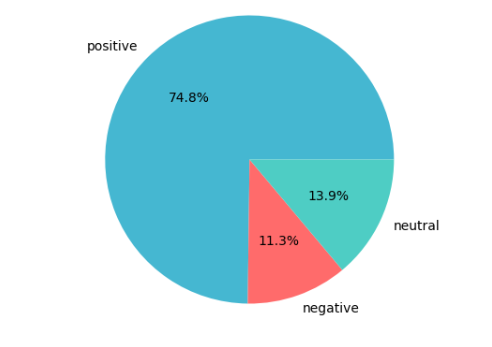 positive
74.8%
13.9%
neutral
11.3%
negative